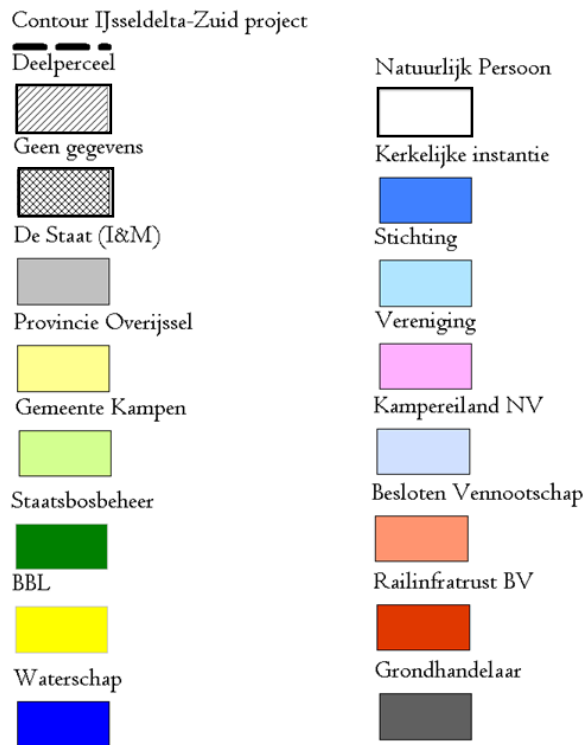 Contour IJsseldelta-Zuid project
Deelperceel
Geen gegevens
De Staat (I&M)
Provincie Overijssel
Gemeente Kampen
Staatsbosbeheer
BBL
Waterschap
Natuurlijk Persoon
Kerkelijke instantie
Stichting
Vereniging
Kampereiland NV
Besloten Vennootschap
Railinfratrust BV
Grondhandelaar